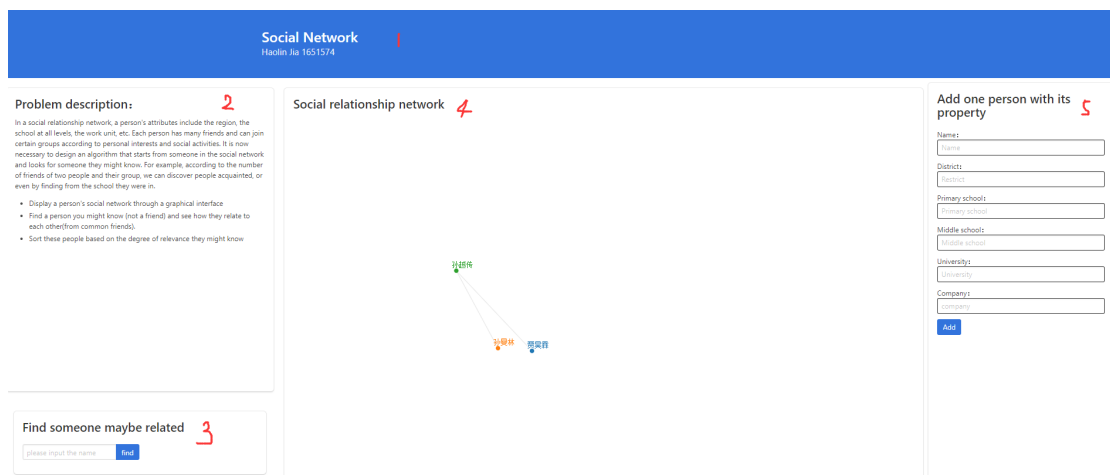 Social Network
Haolin Jia 1651574
1
Problem description:
2
In a social relationship network, a person's attributes include the region, the
school at all levels, the work unit, etc. Each person has many friends and can join
certain groups according to personal interests and social activities. It is now
necessary to design an algorithm that starts from someone in the social network
and looks for someone they might know. For example, according to the number
of friends of two people and their group, we can discover people acquainted, or
even by finding from the school they were in.
• Display a person's social network through a graphical interface
• Find a person you might know (not a friend) and see how they relate to
each other(from common friends).
• Sort these people based on the degree of relevance they might know
Find someone maybe related
3
please input the name
find
Social relationship network
4
孙越传
孙曼林
贾昊霖
Add one person with its
property
5
Name:
Name
District:
Restrict
Primary school:
Primary school
Middle school:
Middle school
University:
University
Company:
company
Add